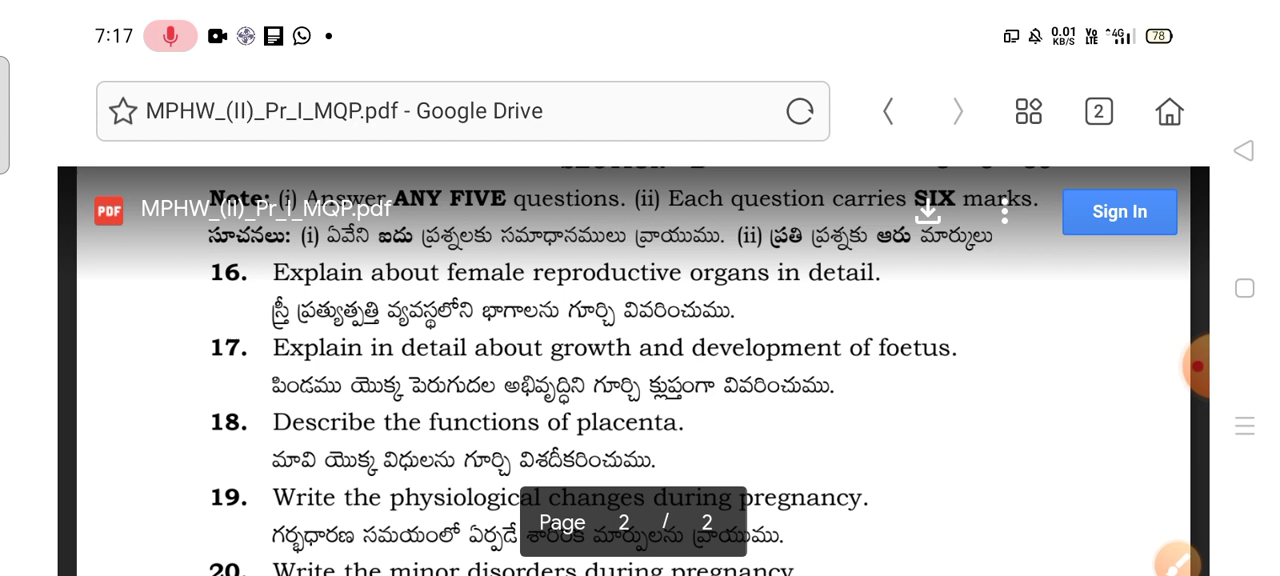 7:17
0.01 KB/S Vo LTE 4G 78
MPHW_(II)_Pr_I_MQP.pdf - Google Drive
2
Note: (i) Answer ANY FIVE questions. (ii) Each question carries SIX marks.
PDF MPHW_(II)_Pr_I_MQP.pdf
Sign In
సూచనలు: (i) ఏవేని ఐదు ప్రశ్నలకు సమాధానములు వ్రాయుము. (ii) ప్రతి ప్రశ్నకు ఆరు మార్కులు
16. Explain about female reproductive organs in detail.
స్త్రీ ప్రత్యుత్పత్తి వ్యవస్థలోని భాగాలను గూర్చి వివరించుము.
17. Explain in detail about growth and development of foetus.
పిండము యొక్క పెరుగుదల అభివృద్ధిని గూర్చి క్లుప్తంగా వివరించుము.
18. Describe the functions of placenta.
మావి యొక్క విధులను గూర్చి విశదీకరించుము.
19. Write the physiological changes during pregnancy.
Page 2 / 2
గర్భధారణ సమయంలో ఏర్పడే శారీరక మార్పులను వ్రాయుము.
20. Write the minor disorders during pregnancy